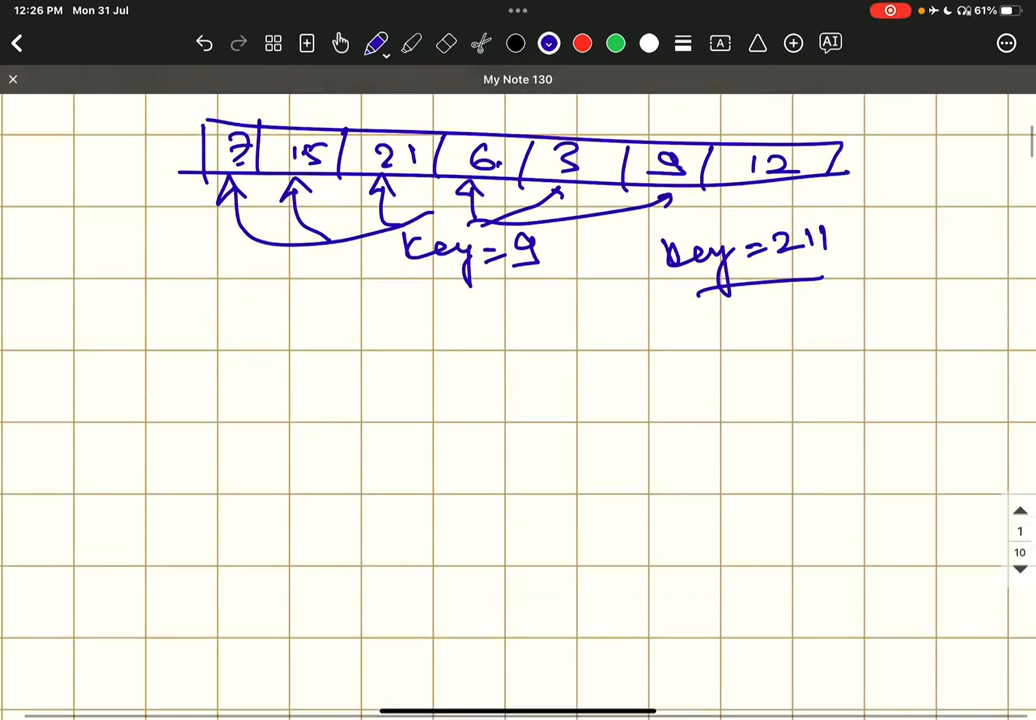 12:26 PM Mon 31 Jul
61%
A
AI
My Note 130
? 15 21 6 3 9 12
Key = 9
Key = 211
1
10